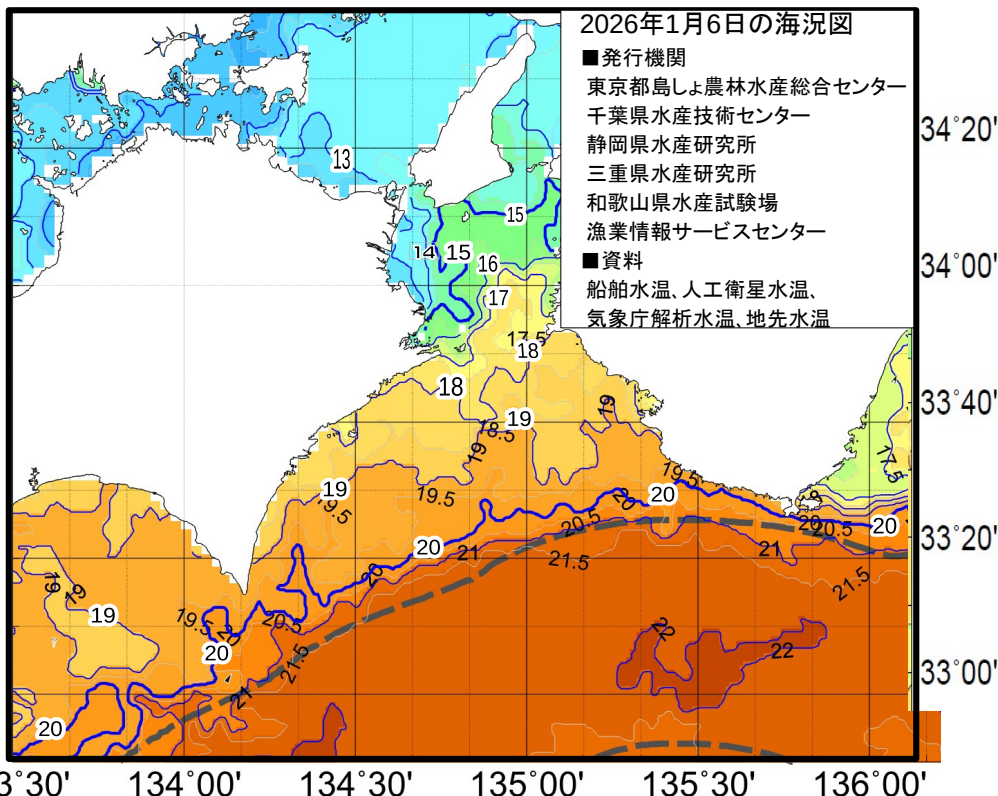 2026年1月6日の海況図
■発行機関
東京都島しょ農林水産総合センター
千葉県水産技術センター
静岡県水産研究所
三重県水産研究所
和歌山県水産試験場
漁業情報サービスセンター
■資料
船舶水温、人工衛星水温、
気象庁解析水温、地先水温
34°20'
13
15
14 15 16
34°00'
17
17.5
18
18
33°40'
19
19
18.5
19
17.5
19.5
19 19.5
20 20
19.5
18
20.5
20 20.5 20
20
21
21
33°20'
21.5
20
21.5
19 19
19
19.5 20 20.5
22
20
21.5
22
33°00'
21
20
3°30' 134°00' 134°30' 135°00' 135°30' 136°00'